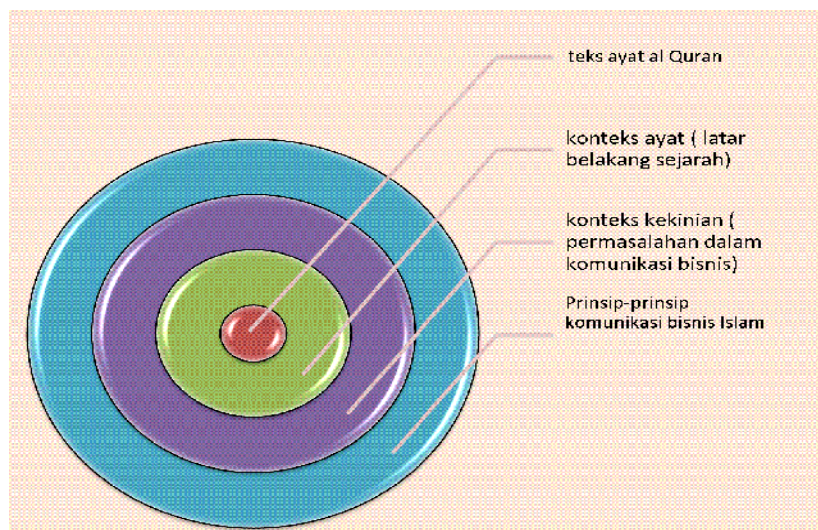 teks ayat al Quran
konteks ayat ( latar
belakang sejarah)
konteks kekinian (
permasalahan dalam
komunikasi bisnis)
Prinsip-prinsip
komunikasi bisnis Islam